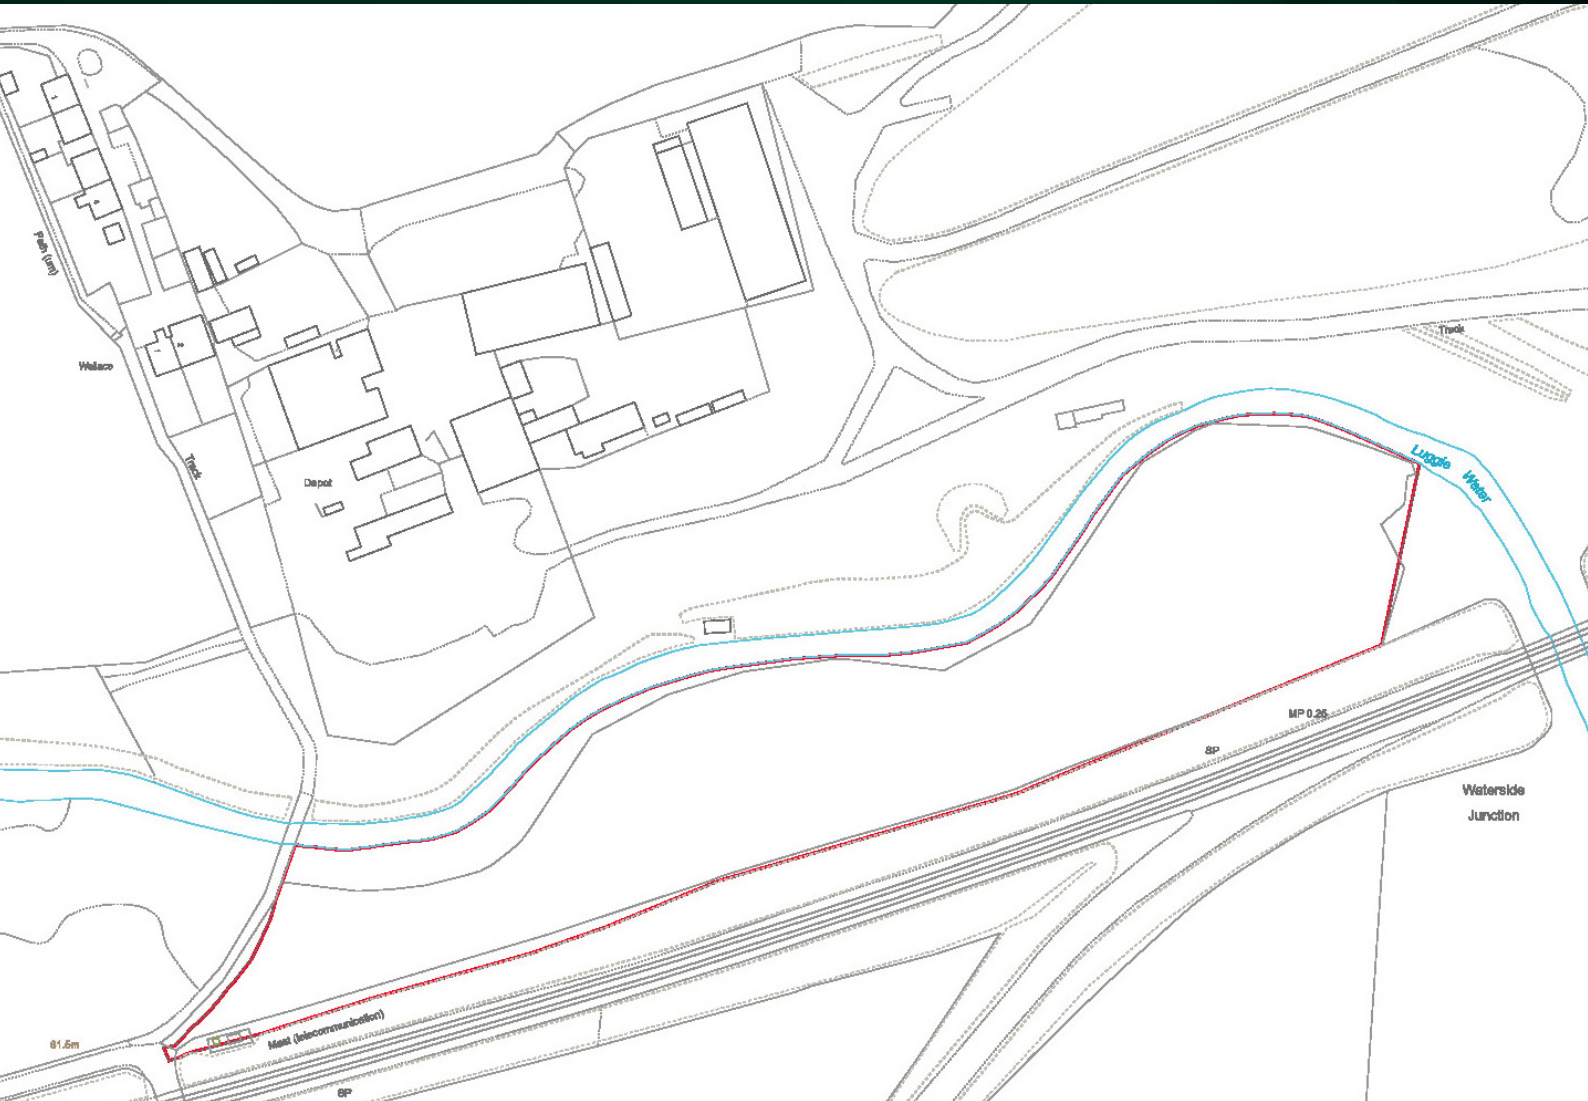 Path (um)
Wallace
Track
Depot
Track
Luggie Water
MP 0.25
SP
Waterside
Junction
Mast (telecommunication)
61.5m
SP